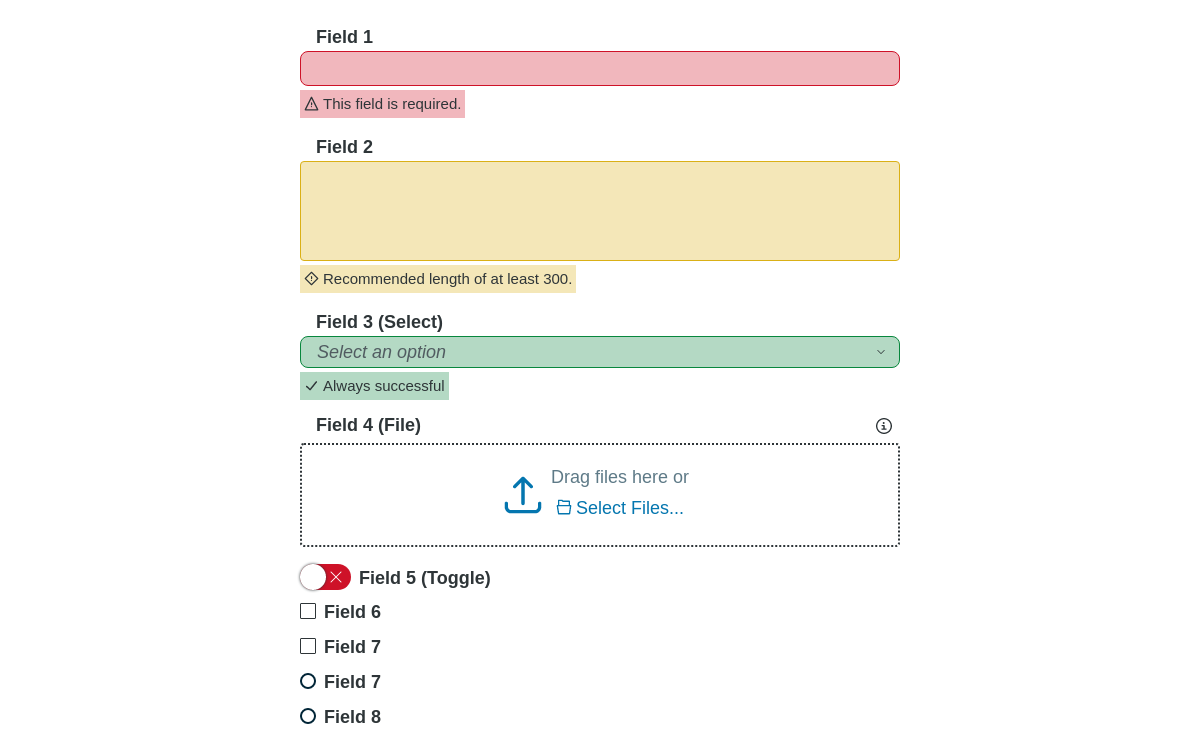 Field 1
This field is required.
Field 2
Recommended length of at least 300.
Field 3 (Select)
Select an option
Always successful
Field 4 (File)
Drag files here or
Select Files...
Field 5 (Toggle)
Field 6
Field 7
Field 7
Field 8